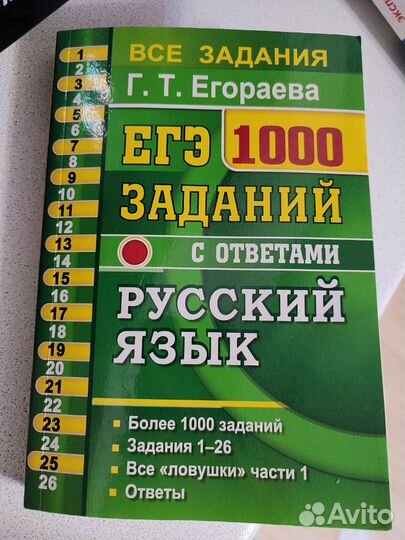 ВСЕ ЗАДАНИЯ
Г. Т. Егораева
ЕГЭ 1000
ЗАДАНИЙ
С ОТВЕТАМИ
РУССКИЙ
ЯЗЫК
Более 1000 заданий
Задания 1–26
Все «ловушки» части 1
Ответы
1
2
3
4
5
6
7
8
9
10
11
12
13
14
15
16
17
18
19
20
21
22
23
24
25
26
Avito